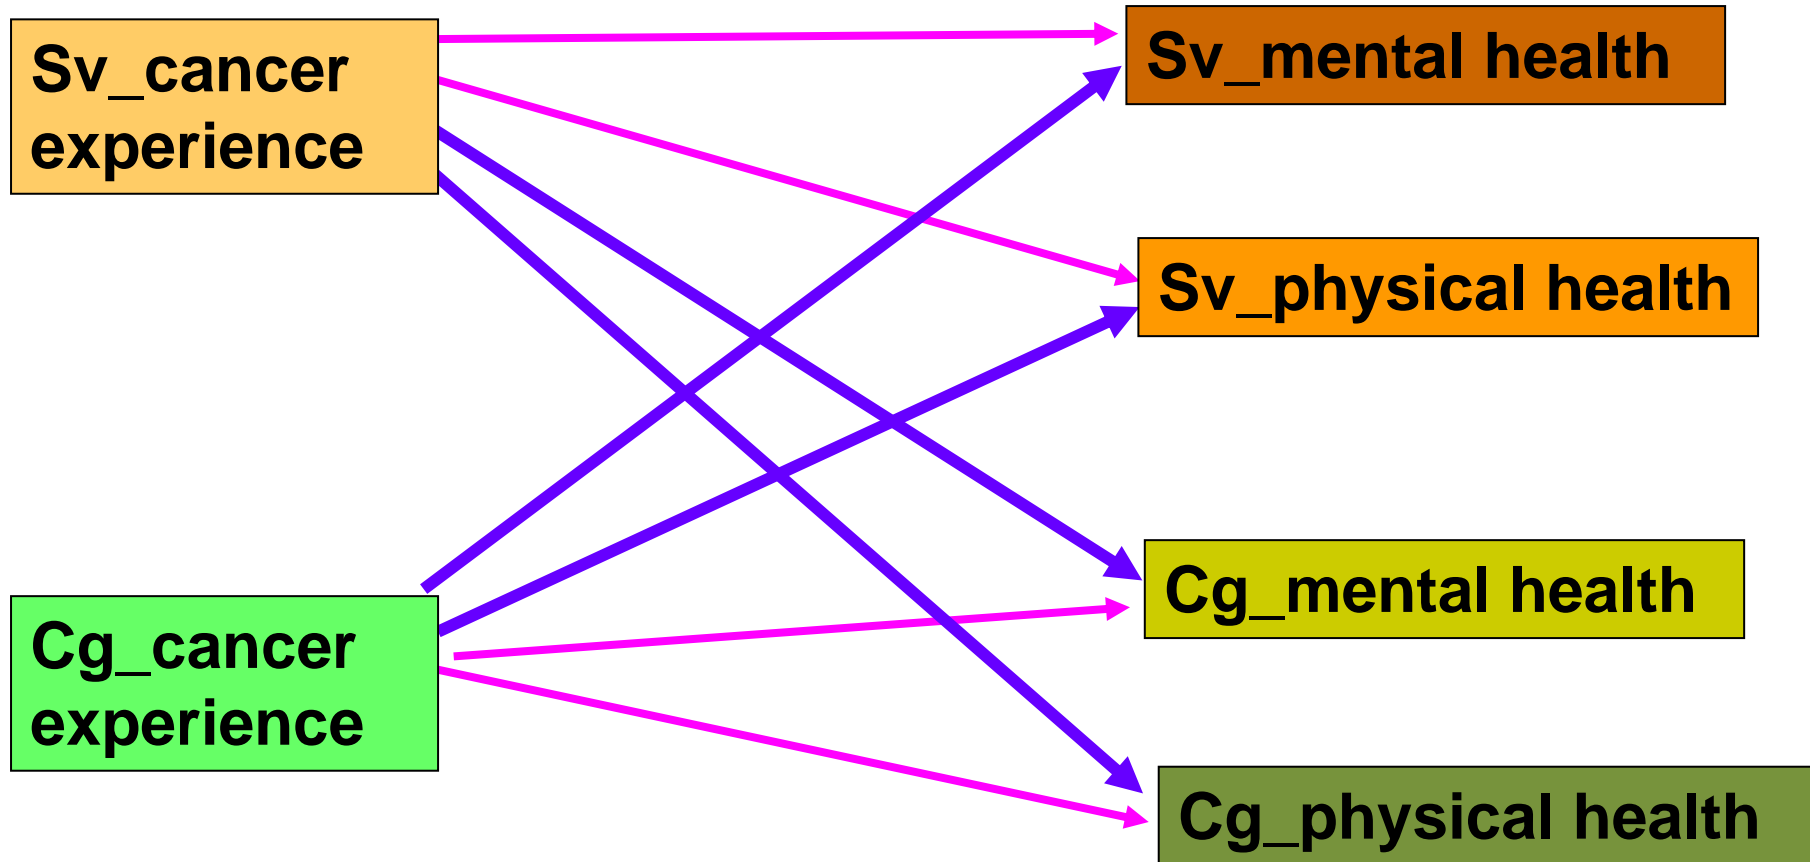 Sv_cancer
experience
Sv_mental health
Sv_physical health
Cg_cancer
experience
Cg_mental health
Cg_physical health